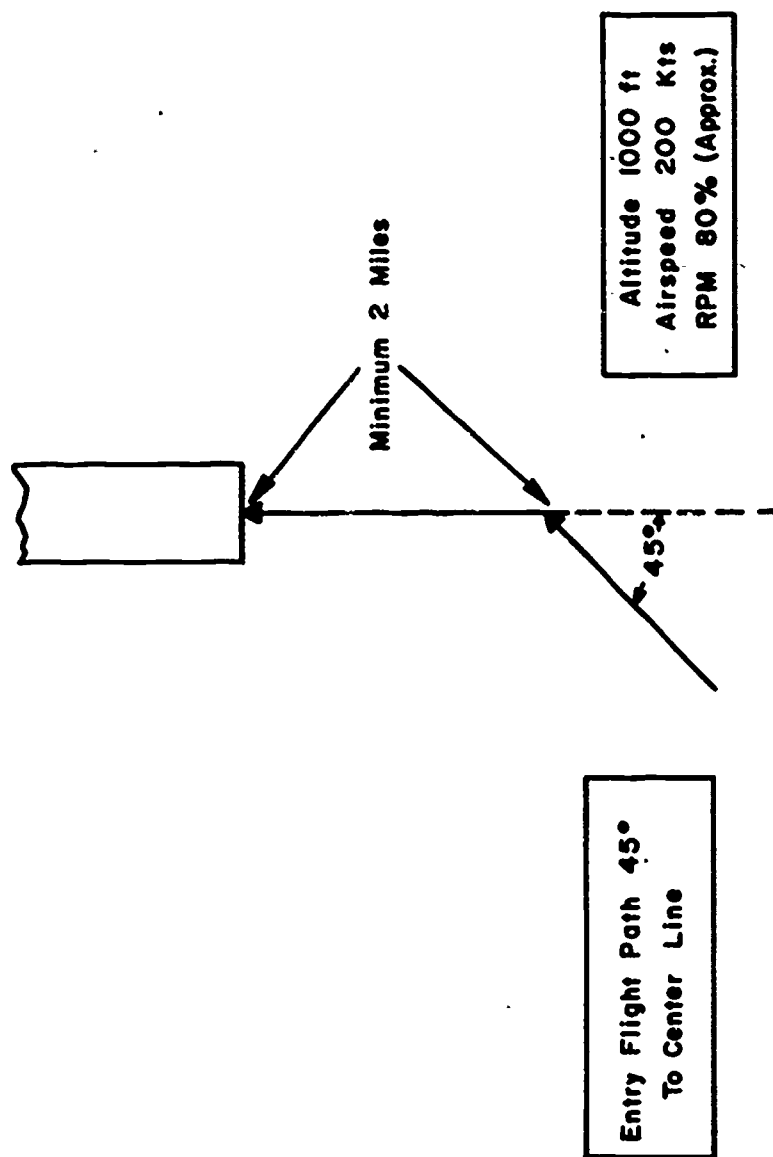 Entry Flight Path 45°
To Center Line
45°
Minimum 2 Miles
Altitude 1000 ft
Airspeed 200 Kts
RPM 80% (Approx.)